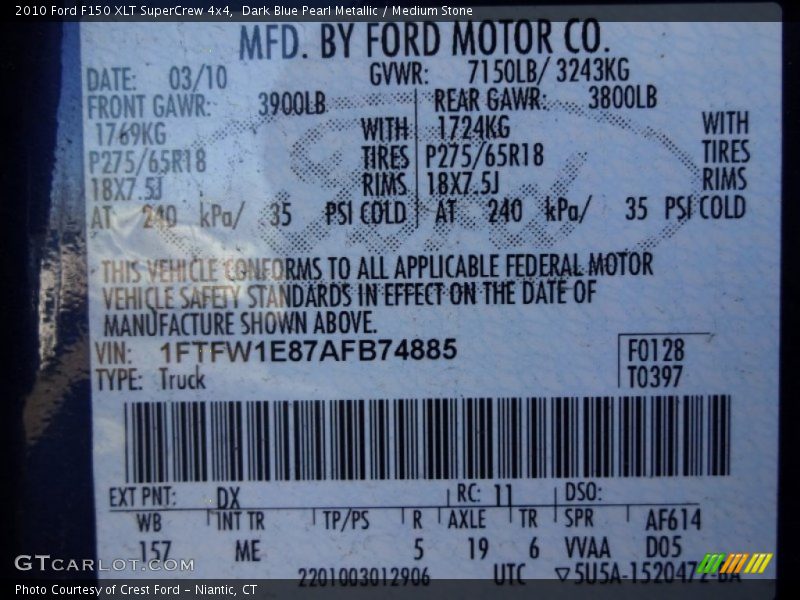 2010 Ford F150 XLT SuperCrew 4x4, Dark Blue Pearl Metallic / Medium Stone
MFD. BY FORD MOTOR CO.
DATE: 03/10 GVWR: 7150LB/ 3243KG
FRONT GAWR: 3900LB REAR GAWR: 3800LB
1769KG WITH 1724KG WITH
P275/65R18 TIRES P275/65R18 TIRES
18X7.5J RIMS 18X7.5J RIMS
AT 240 kPa/ 35 PSI COLD AT 240 kPa/ 35 PSI COLD
THIS VEHICLE CONFORMS TO ALL APPLICABLE FEDERAL MOTOR
VEHICLE SAFETY STANDARDS IN EFFECT ON THE DATE OF
MANUFACTURE SHOWN ABOVE.
VIN: 1FTFW1E87AFB74885 F0128
TYPE: Truck T0397
EXT PNT: DX RC: 11 DSO:
WB INT TR TP/PS R AXLE TR SPR AF614
157 ME 5 19 6 VVAA D05
2201003012906 UTC ▽5U5A-1520472-BA
GTCARLOT.COM
Photo Courtesy of Crest Ford - Niantic, CT